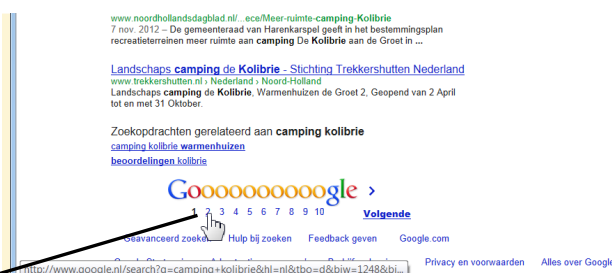 www.noordhollandsdagblad.nl/...ece/Meer-ruimte-camping-Kolibrie
7 nov. 2012 – De gemeenteraad van Harenkarspel geeft in het bestemmingsplan
recreatieterreinen meer ruimte aan camping De Kolibrie aan de Groet in ...
Landschaps camping de Kolibrie - Stichting Trekkershutten Nederland
www.trekkershutten.nl › Nederland › Noord-Holland
Landschaps camping de Kolibrie, Warmenhuizen de Groet 2, Geopend van 2 April
tot en met 31 Oktober.
Zoekopdrachten gerelateerd aan camping kolibrie
camping kolibrie warmenhuizen
beoordelingen kolibrie
Goooooooooogle >
1 2 3 4 5 6 7 8 9 10 Volgende
Geavanceerd zoeken Hulp bij zoeken Feedback geven Google.com
Privacy en voorwaarden Alles over Google
http://www.google.nl/search?q=camping+kolibrie&hl=nl&tbo=d&biw=1248&bi...